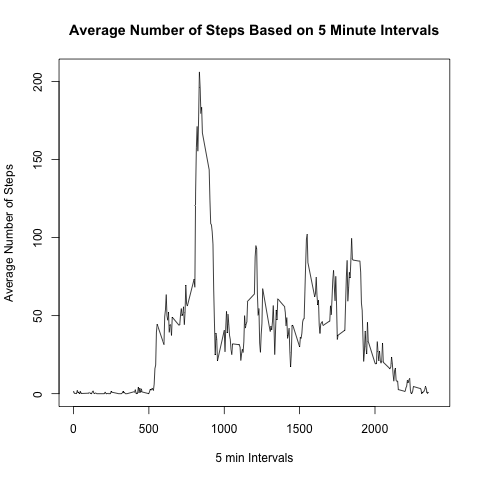 Average Number of Steps Based on 5 Minute Intervals
Average Number of Steps
200
150
100
50
0
0 500 1000 1500 2000
5 min Intervals